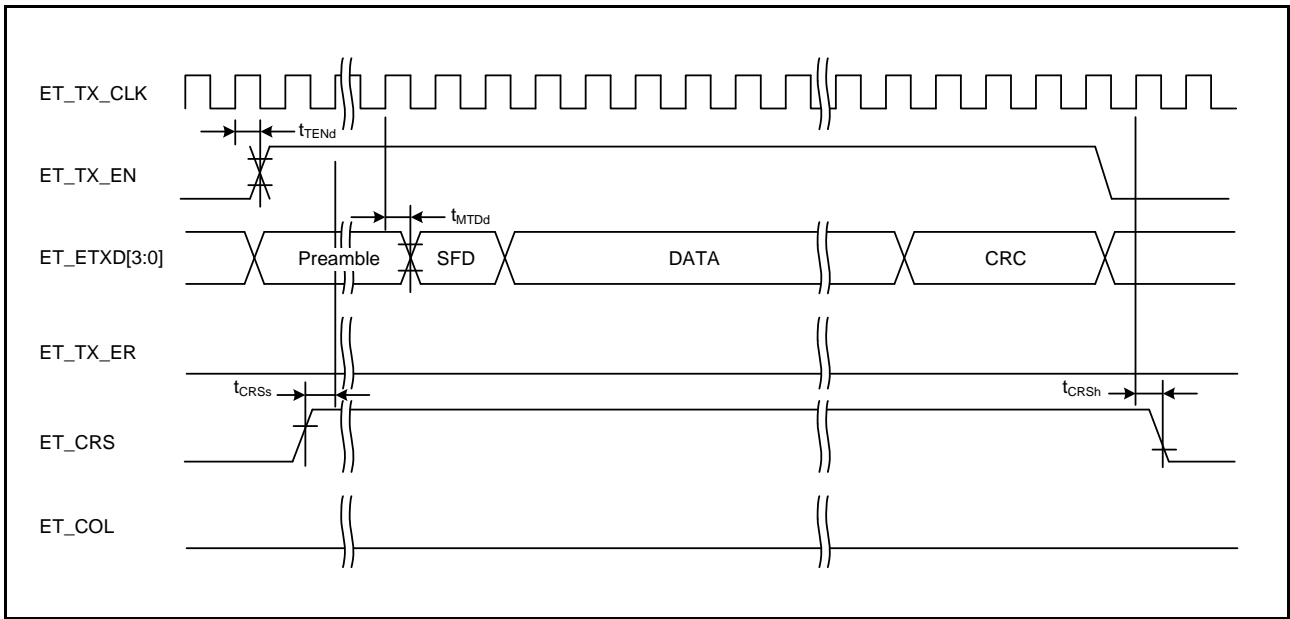 ET_TX_CLK
tTENd
ET_TX_EN
tMTDd
ET_ETXD[3:0]
Preamble
SFD
DATA
CRC
ET_TX_ER
tCRSs
tCRSh
ET_CRS
ET_COL